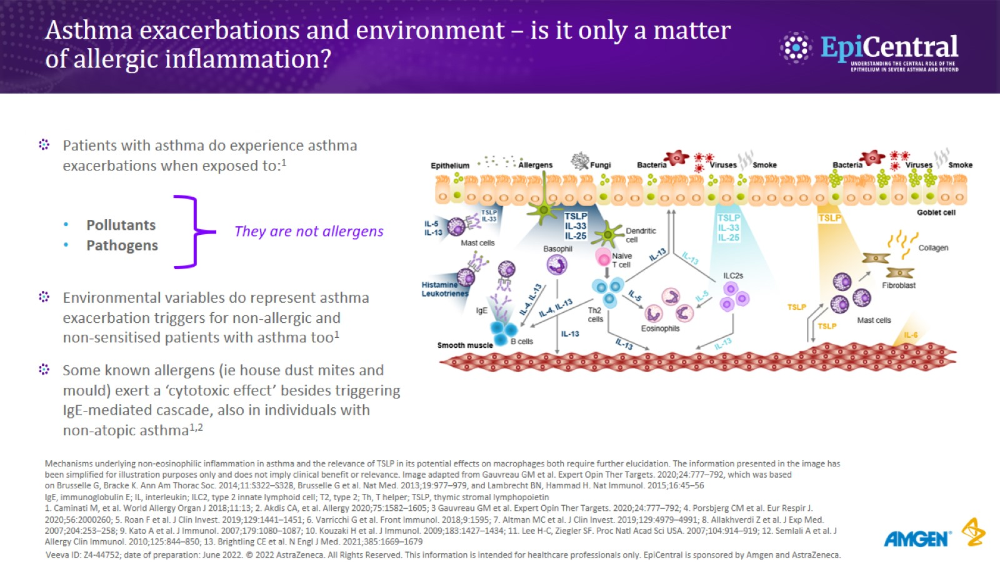 Asthma exacerbations and environment – is it only a matter
of allergic inflammation?
EpiCentral
UNDERSTANDING THE CENTRAL ROLE OF THE
EPITHELIUM IN SEVERE ASTHMA AND BEYOND
Patients with asthma do experience asthma
exacerbations when exposed to:1
• Pollutants
• Pathogens
They are not allergens
Environmental variables do represent asthma
exacerbation triggers for non-allergic and
non-sensitised patients with asthma too1
Some known allergens (ie house dust mites and
mould) exert a ‘cytotoxic effect’ besides triggering
IgE-mediated cascade, also in individuals with
non-atopic asthma1,2
Epithelium
Allergens
Fungi
Bacteria
Viruses
Smoke
Bacteria
Viruses
Smoke
Goblet cell
TSLP
IL-33
IL-5
IL-13
Mast cells
TSLP
IL-33
IL-25
Dendritic
cell
Basophil
Naïve
T cell
IL-13
IL-13
TSLP
IL-33
IL-25
TSLP
Collagen
Fibroblast
Histamine
Leukotrienes
IgE
IL-4, IL-13
IL-4, IL-13
Th2
cells
IL-5
IL-5
ILC2s
Eosinophils
TSLP
TSLP
Mast cells
IL-6
Smooth muscle
B cells
IL-13
IL-13
IL-13
Mechanisms underlying non-eosinophilic inflammation in asthma and the relevance of TSLP in its potential effects on macrophages both require further elucidation. The information presented in the image has
been simplified for illustration purposes only and does not imply clinical benefit or relevance. Image adapted from Gauvreau GM et al. Expert Opin Ther Targets. 2020;24:777–792, which was based
on Brusselle G, Bracke K. Ann Am Thorac Soc. 2014;11:S322–S328, Brusselle G et al. Nat Med. 2013;19:977–979, and Lambrecht BN, Hammad H. Nat Immunol. 2015;16:45–56
IgE, immunoglobulin E; IL, interleukin; ILC2, type 2 innate lymphoid cell; T2, type 2; Th, T helper; TSLP, thymic stromal lymphopoietin
1. Caminati M, et al. World Allergy Organ J 2018;11:13; 2. Akdis CA, et al. Allergy 2020;75:1582–1605; 3 Gauvreau GM et al. Expert Opin Ther Targets. 2020;24:777–792; 4. Porsbjerg CM et al. Eur Respir J.
2020;56:2000260; 5. Roan F et al. J Clin Invest. 2019;129:1441–1451; 6. Varricchi G et al. Front Immunol. 2018;9:1595; 7. Altman MC et al. J Clin Invest. 2019;129:4979–4991; 8. Allakhverdi Z et al. J Exp Med.
2007;204:253–258; 9. Kato A et al. J Immunol. 2007;179:1080–1087; 10. Kouzaki H et al. J Immunol. 2009;183:1427–1434; 11. Lee H-C, Ziegler SF. Proc Natl Acad Sci USA. 2007;104:914–919; 12. Semlali A et al. J
Allergy Clin Immunol. 2010;125:844–850; 13. Brightling CE et al. N Engl J Med. 2021;385:1669–1679
Veeva ID: Z4-44752; date of preparation: June 2022. © 2022 AstraZeneca. All Rights Reserved. This information is intended for healthcare professionals only. EpiCentral is sponsored by Amgen and AstraZeneca.
AMGEN®